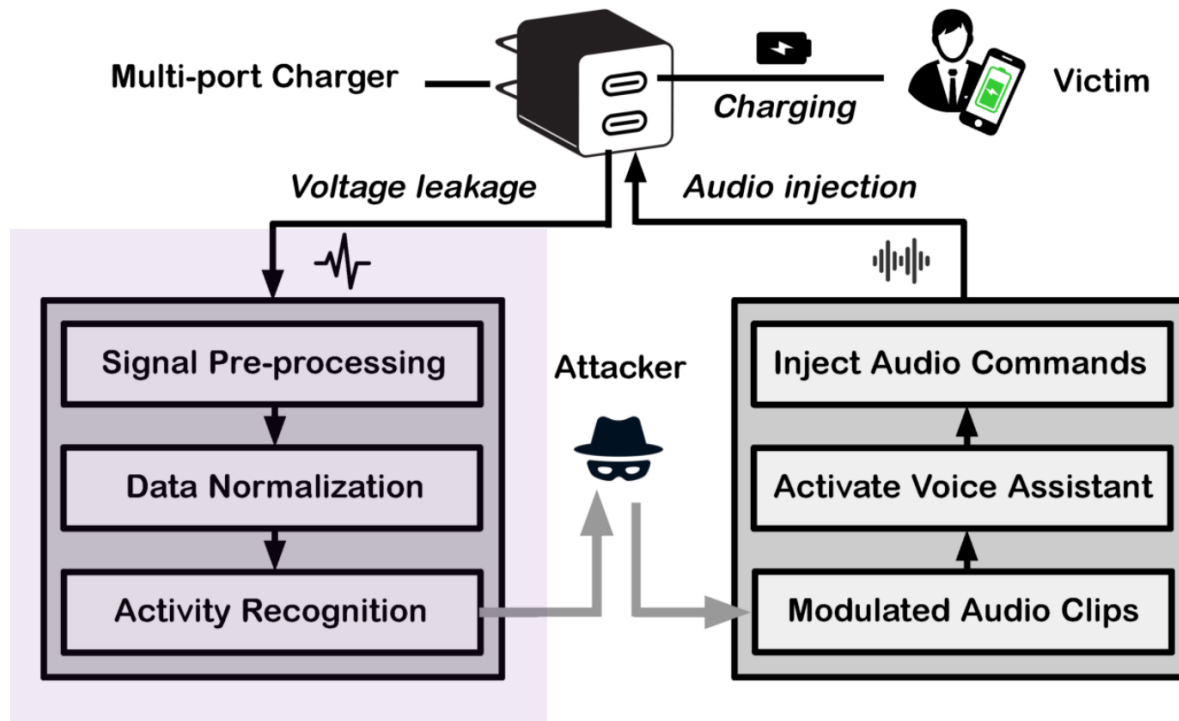 Multi-port Charger
Charging
Victim
Voltage leakage
Audio injection
Signal Pre-processing
Data Normalization
Activity Recognition
Attacker
Inject Audio Commands
Activate Voice Assistant
Modulated Audio Clips